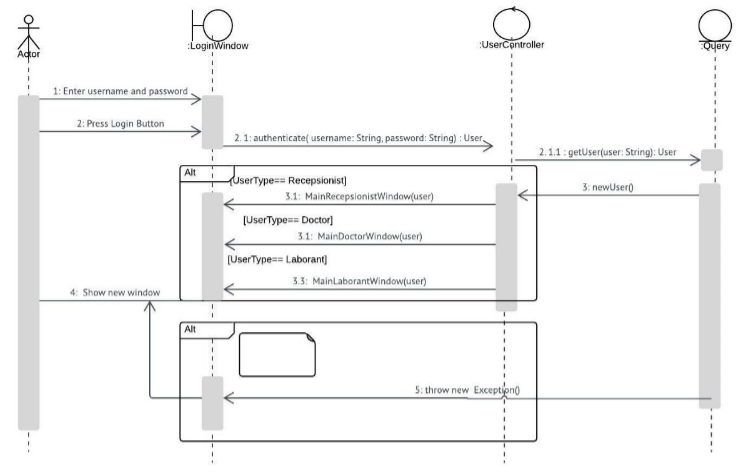 Actor
:LoginWindow
:UserController
:Query
1: Enter username and password
2: Press Login Button
2. 1: authenticate( username: String, password: String) : User
2. 1.1 : getUser(user: String): User
Alt
[UserType== Recepsionist]
3: newUser()
3.1: MainRecepsionistWindow(user)
[UserType== Doctor]
3.1: MainDoctorWindow(user)
[UserType== Laborant]
3.3: MainLaborantWindow(user)
4: Show new window
Alt
5: throw new Exception()